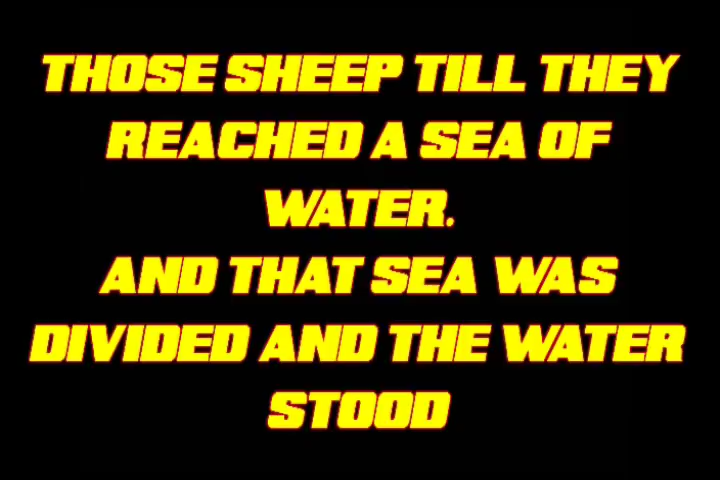 THOSE SHEEP TILL THEY
REACHED A SEA OF
WATER.
AND THAT SEA WAS
DIVIDED AND THE WATER
STOOD